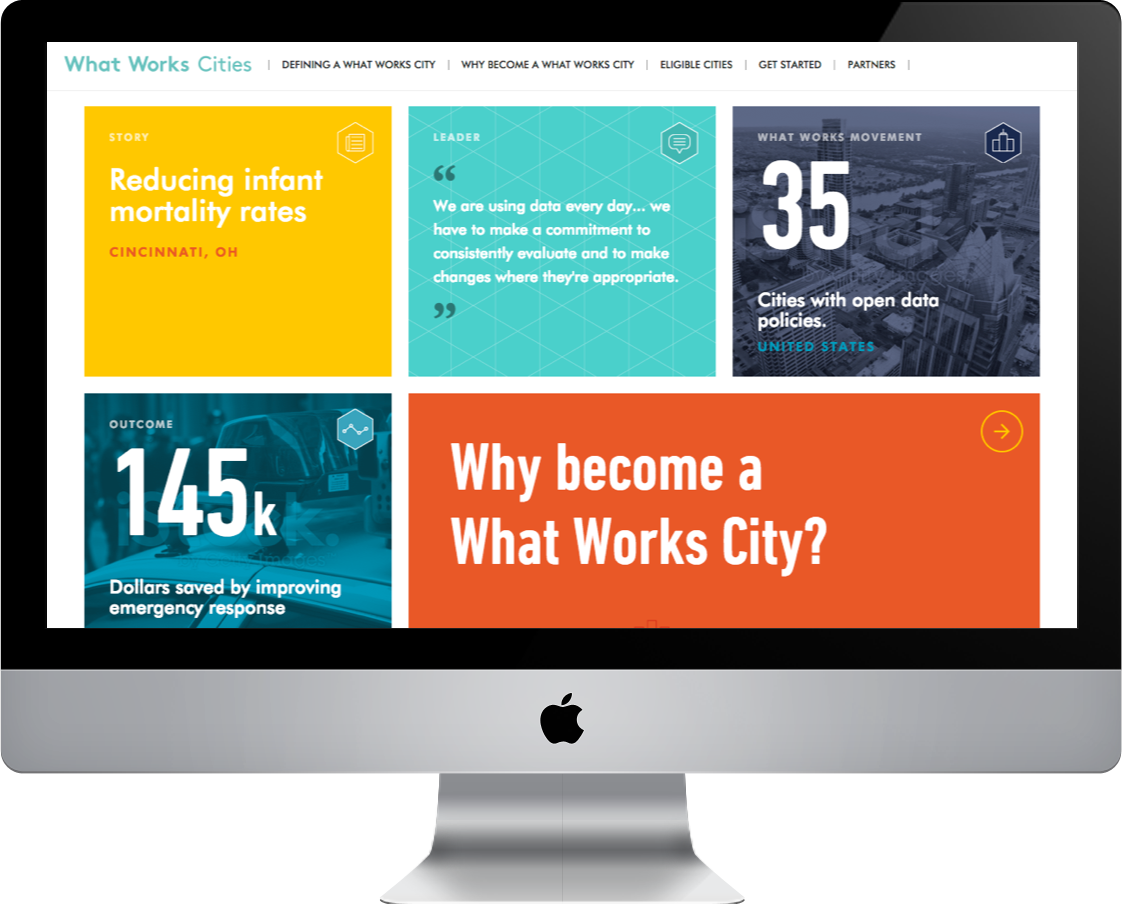 What Works Cities | DEFINING A WHAT WORKS CITY | WHY BECOME A WHAT WORKS CITY | ELIGIBLE CITIES | GET STARTED | PARTNERS |
STORY
Reducing infant
mortality rates
CINCINNATI, OH
LEADER
“
We are using data every day... we
have to make a commitment to
consistently evaluate and to make
changes where they're appropriate.
”
WHAT WORKS MOVEMENT
35
Cities with open data
policies.
UNITED STATES
OUTCOME
145k
Dollars saved by improving
emergency response
Why become a
What Works City?